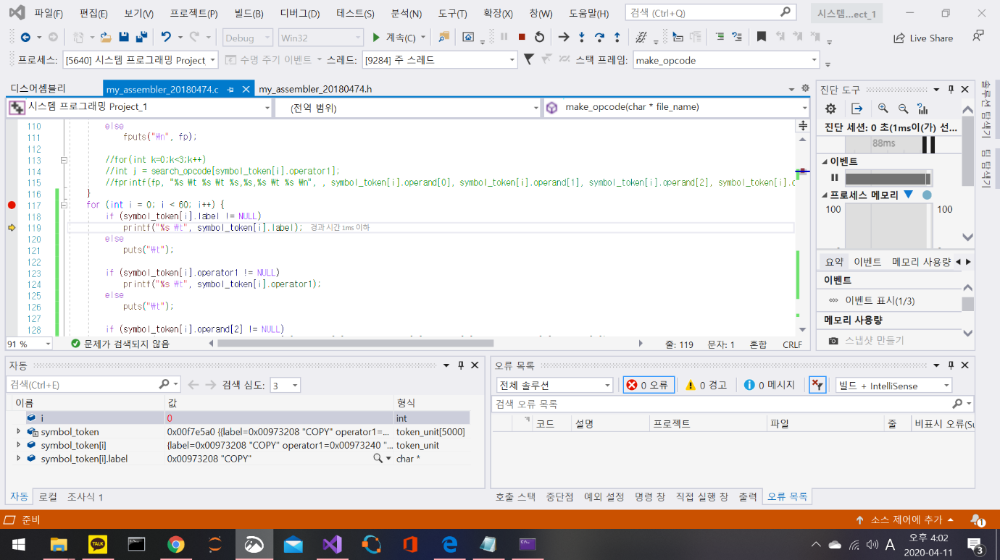 파일(F) 편집(E) 보기(V) 프로젝트(P) 빌드(B) 디버그(D) 테스트(S) 분석(N) 도구(T) 확장(X) 창(W) 도움말(H) 검색 (Ctrl+Q) 시스템...ect_1
Debug Win32 계속(C) Live Share
프로세스: [5640] 시스템 프로그래밍 Project_ 수명 주기 이벤트 스레드: [9284] 주 스레드 스택 프레임: make_opcode
디스어셈블리 my_assembler_20180474.c my_assembler_20180474.h
시스템 프로그래밍 Project_1 (전역 범위) make_opcode(char * file_name)
110 else
111 fputs("₩n", fp);
112
113 //for(int k=0;k<3;k++)
114 //int j = search_opcode[symbol_token[i].operator1];
115 //fprintf(fp, "%s ₩t %s ₩t %s,%s,%s ₩t %s ₩n", , symbol_token[i].operand[0], symbol_token[i].operand[1], symbol_token[i].operand[2], symbol_token[i].c
116 }
117 for (int i = 0; i < 60; i++) {
118 if (symbol_token[i].label != NULL)
119 printf("%s ₩t", symbol_token[i].label); 경과 시간 1ms 이하
120 else
121 puts("₩t");
122
123 if (symbol_token[i].operator1 != NULL)
124 printf("%s ₩t", symbol_token[i].operator1);
125 else
126 puts("₩t");
127
128 if (symbol_token[i].operand[2] != NULL)
91 % 문제가 검색되지 않음 줄: 119 문자: 1 혼합 CRLF
진단 도구
진단 세션: 0 초(1ms이(가) 선...
88ms
이벤트
프로세스 메모리
100 100
요약 이벤트 메모리 사용량
이벤트
이벤트 표시(1/3)
메모리 사용량
스냅샷 만들기
솔루션 탐색기
팀 탐색기
자동
검색(Ctrl+E) 검색 심도: 3
이름 값 형식
i 0 int
symbol_token 0x00f7e5a0 {{label=0x00973208 "COPY" operator1=... token_unit[5000]
symbol_token[i] {label=0x00973208 "COPY" operator1=0x00973240 "... token_unit
symbol_token[i].label 0x00973208 "COPY" char *
자동 로컬 조사식 1
오류 목록
전체 솔루션 0 오류 0 경고 0 메시지 빌드 + IntelliSense
검색 오류 목록
코드 설명 프로젝트 파일 줄 비표시 오류(Su
호출 스택 중단점 예외 설정 명령 창 직접 실행 창 출력 오류 목록
준비 소스 제어에 추가 1
TALK A 오후 4:02
2020-04-11 3